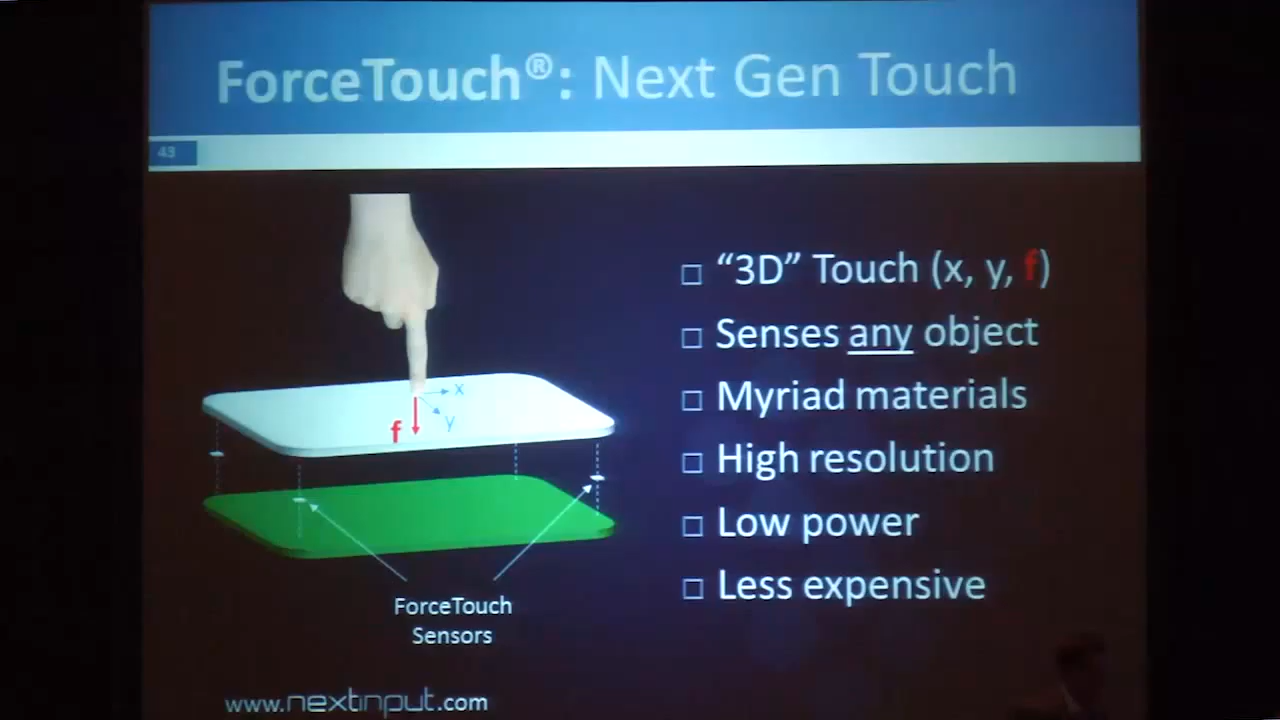 ForceTouch®: Next Gen Touch
43
"3D" Touch (x, y, f)
Senses any object
Myriad materials
High resolution
Low power
Less expensive
x
y
f
ForceTouch
Sensors
www.nextinput.com